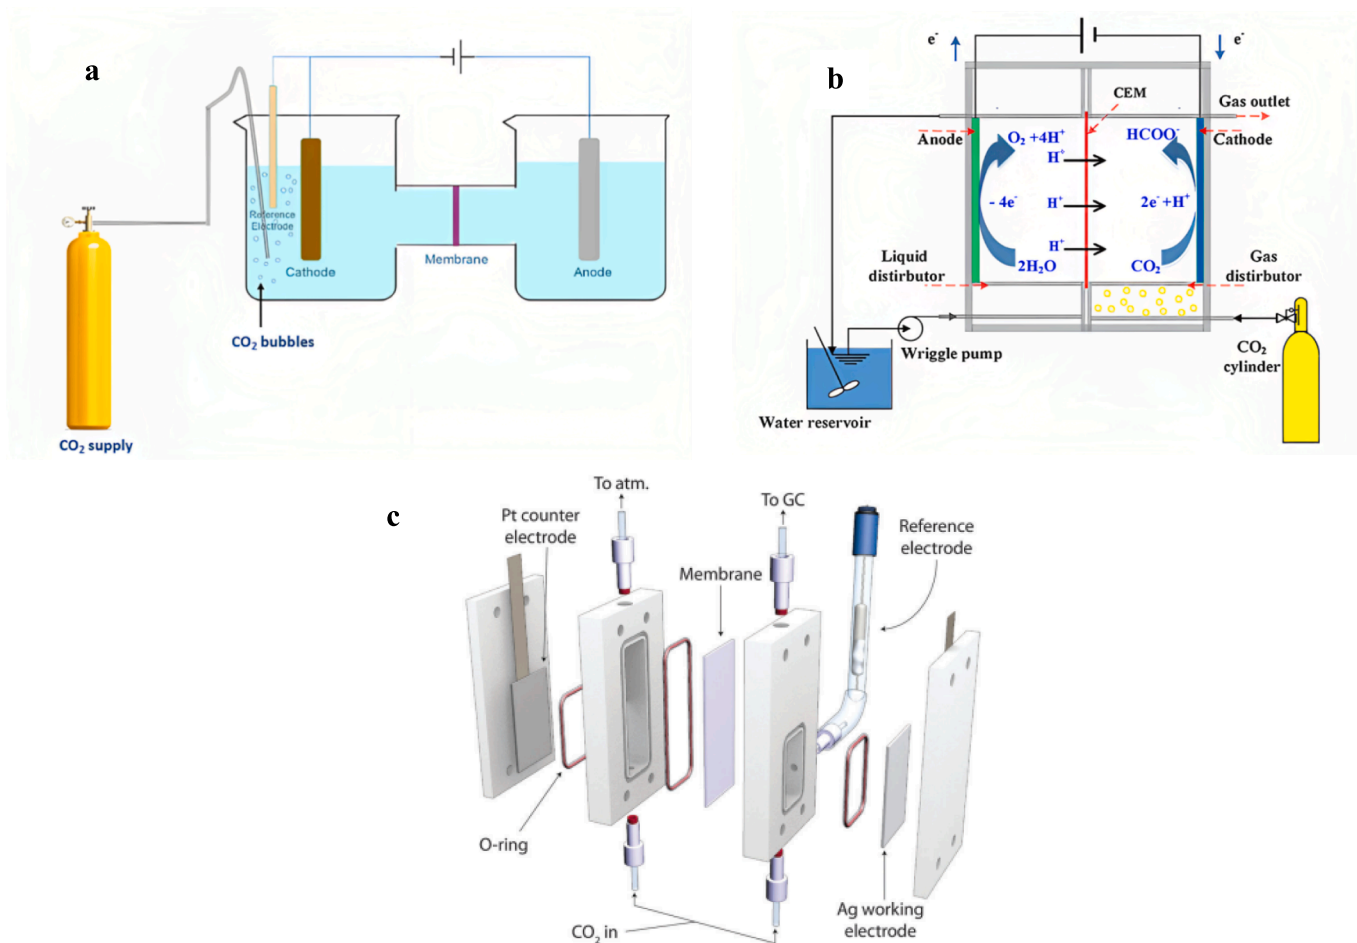 a
Reference
Electrode
Cathode
Membrane
Anode
CO2 bubbles
CO2 supply
b
e-
e-
CEM
Gas outlet
Anode
O2 +4H+
HCOO-
Cathode
H+
- 4e-
H+
2e- +H+
H+
Liquid
distirbutor
2H2O
CO2
Gas
distirbutor
Wriggle pump
CO2
cylinder
Water reservoir
c
To atm.
To GC
Pt counter
electrode
Reference
electrode
Membrane
O-ring
Ag working
electrode
CO2 in